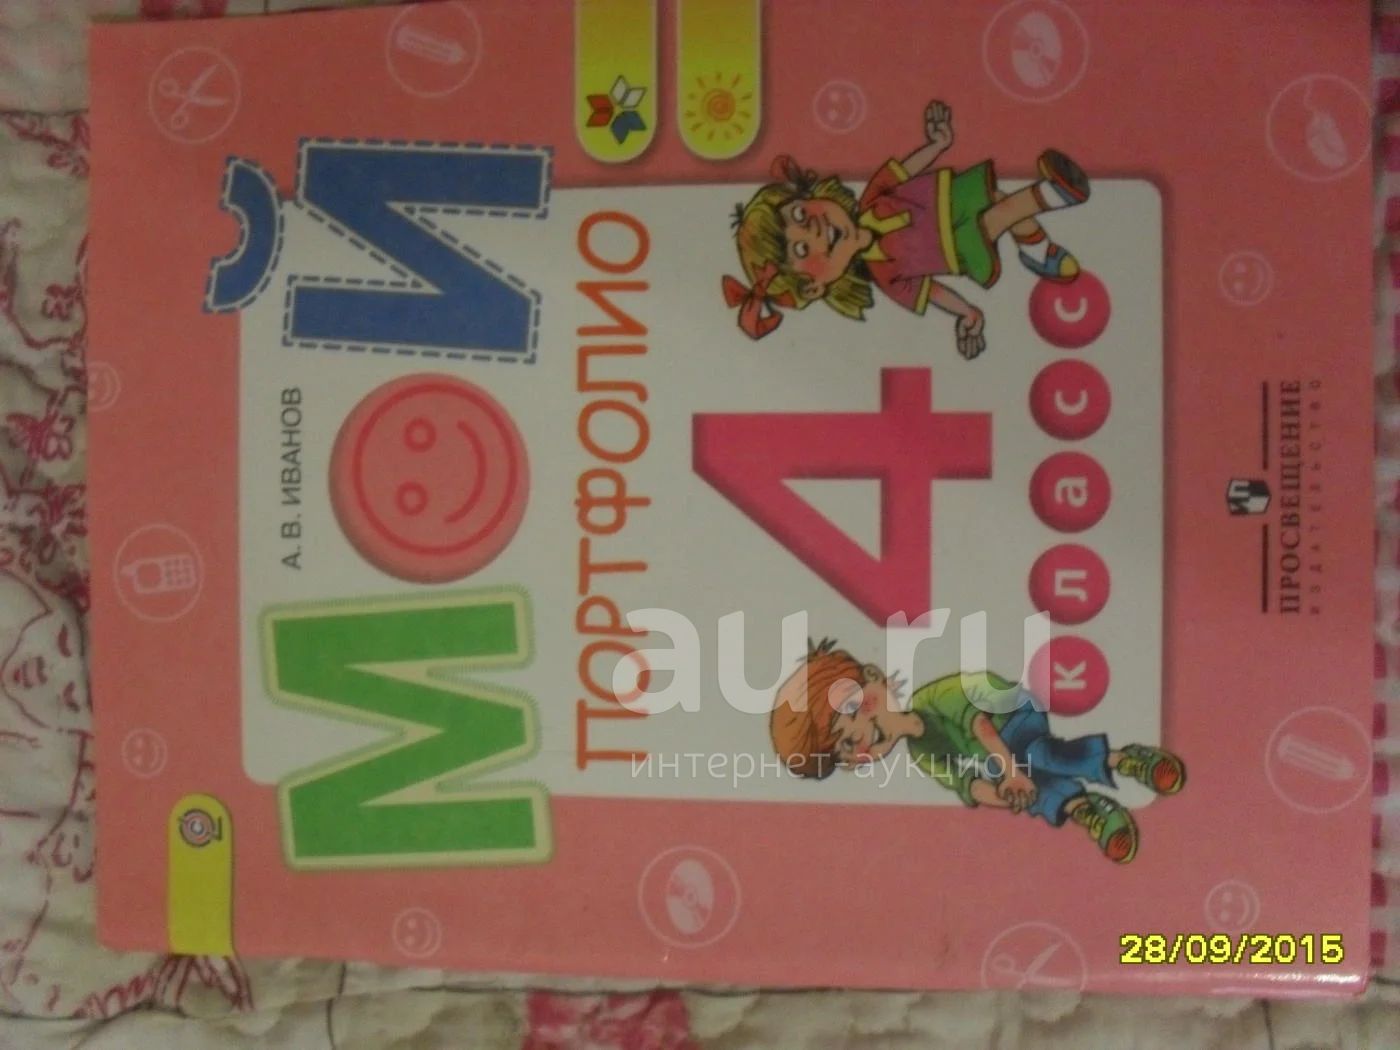 А. В. ИВАНОВ
МОЙ
ПОРТФОЛИО
4
класс
ПРОСВЕЩЕНИЕ
ИЗДАТЕЛЬСТВО
au.ru
интернет аукцион
28/09/2015